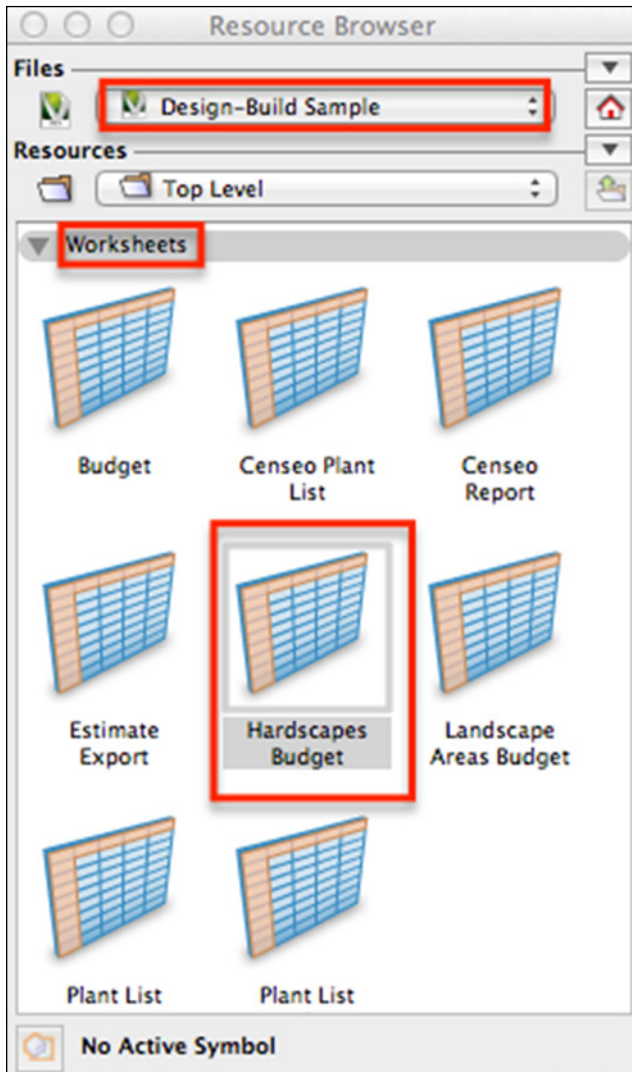 Resource Browser
Files
Design-Build Sample
Resources
Top Level
Worksheets
Budget
Censeo Plant
List
Censeo
Report
Estimate
Export
Hardscapes
Budget
Landscape
Areas Budget
Plant List
Plant List
No Active Symbol